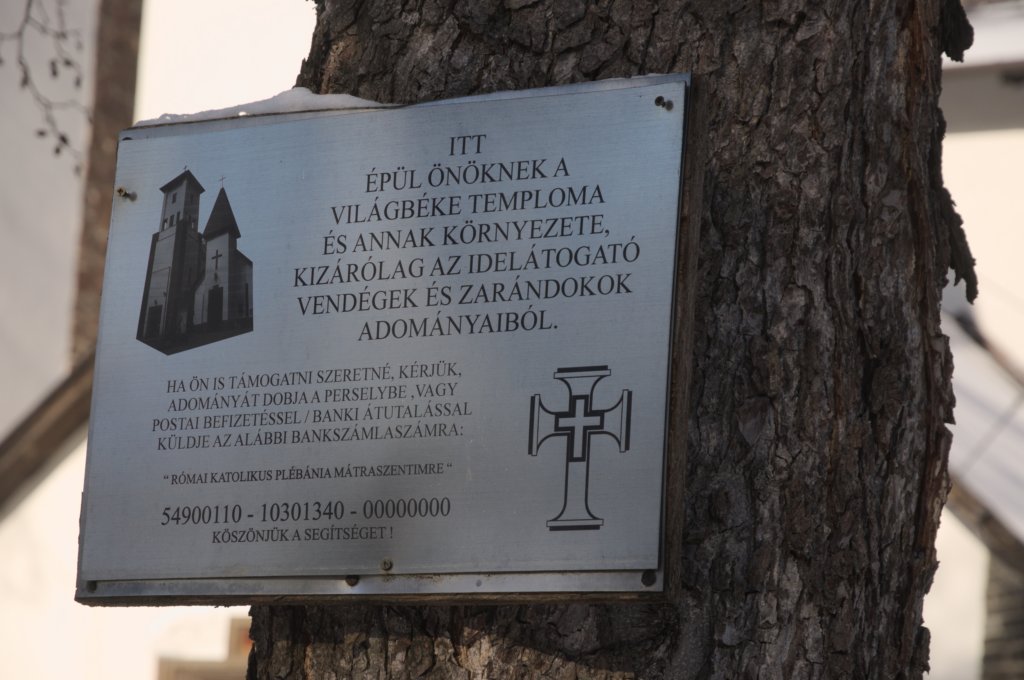 ITT
ÉPÜL ÖNÖKNEK A
VILÁGBÉKE TEMPLOMA
ÉS ANNAK KÖRNYEZETE,
KIZÁRÓLAG AZ IDELÁTOGATÓ
VENDÉGEK ÉS ZARÁNDOKOK
ADOMÁNYAIBÓL.
HA ÖN IS TÁMOGATNI SZERETNÉ, KÉRJÜK,
ADOMÁNYÁT DOBJA A PERSELYBE ,VAGY
POSTAI BEFIZETÉSSEL / BANKI ÁTUTALÁSSAL
KÜLDJE AZ ALÁBBI BANKSZÁMLASZÁMRA:
“ RÓMAI KATOLIKUS PLÉBÁNIA MÁTRASZENTIMRE “
54900110 - 10301340 - 00000000
KÖSZÖNJÜK A SEGÍTSÉGET !